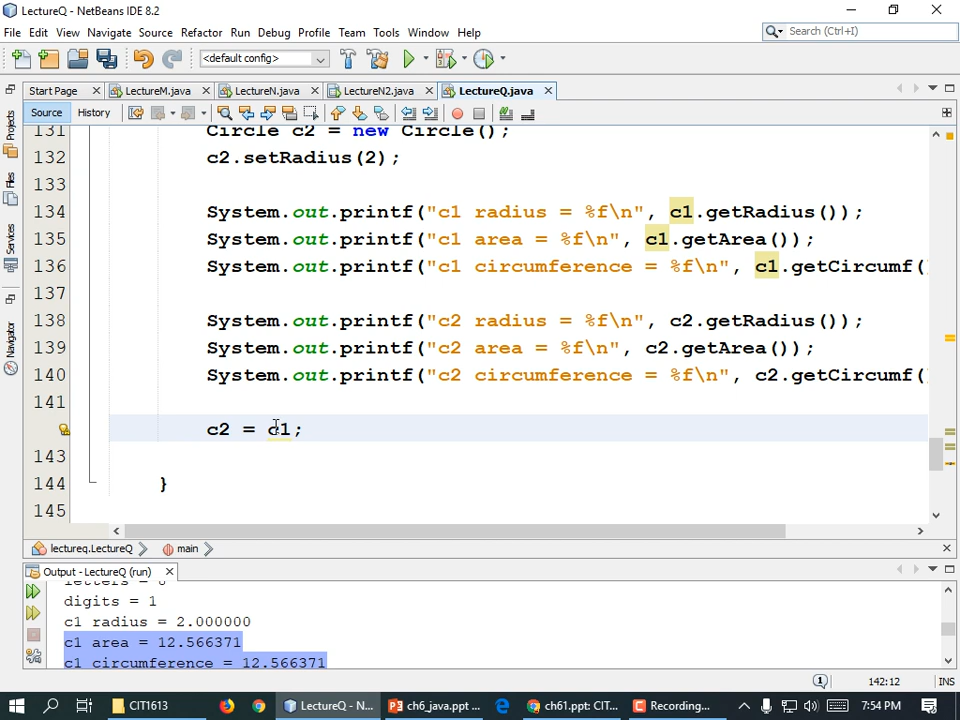 LectureQ - NetBeans IDE 8.2
File Edit View Navigate Source Refactor Run Debug Profile Team Tools Window Help
Search (Ctrl+I)
<default config>
Start Page LectureM.java LectureN.java LectureN2.java LectureQ.java
Source History
Projects
Files
Services
Navigator
131 Circle c2 = new Circle();
132 c2.setRadius(2);
133
134 System.out.printf("c1 radius = %f\n", c1.getRadius());
135 System.out.printf("c1 area = %f\n", c1.getArea());
136 System.out.printf("c1 circumference = %f\n", c1.getCircumf(
137
138 System.out.printf("c2 radius = %f\n", c2.getRadius());
139 System.out.printf("c2 area = %f\n", c2.getArea());
140 System.out.printf("c2 circumference = %f\n", c2.getCircumf(
141
c2 = c1;
143
144 }
145
lectureq.LectureQ main
Output - LectureQ (run)
letters = 6
digits = 1
c1 radius = 2.000000
c1 area = 12.566371
c1 circumference = 12.566371
1 142:12 INS
CIT1613 LectureQ - N... ch6_java.ppt ... ch61.ppt: CIT... Recording... 7:54 PM